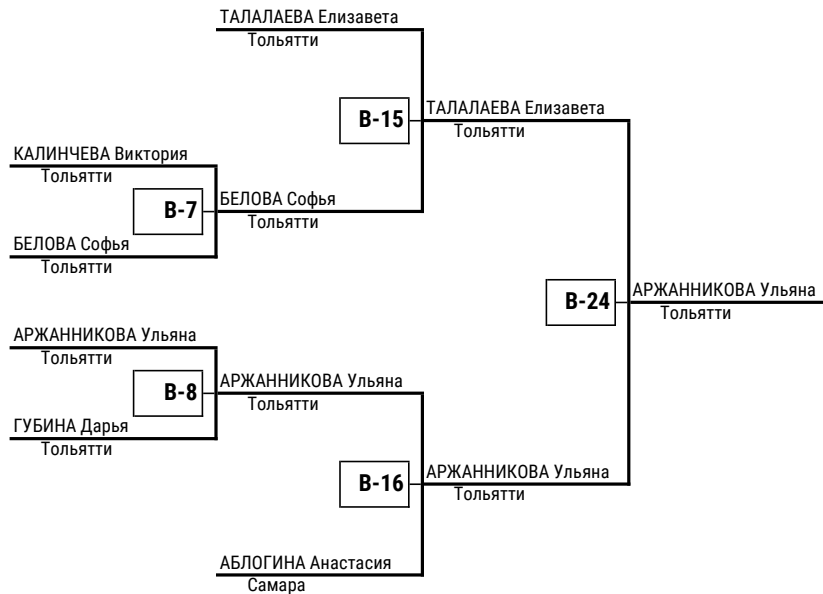 ТАЛАЛАЕВА Елизавета
Тольятти
B-15
ТАЛАЛАЕВА Елизавета
Тольятти
КАЛИНЧЕВА Виктория
Тольятти
B-7
БЕЛОВА Софья
Тольятти
БЕЛОВА Софья
Тольятти
B-24
АРЖАННИКОВА Ульяна
Тольятти
АРЖАННИКОВА Ульяна
Тольятти
B-8
АРЖАННИКОВА Ульяна
Тольятти
ГУБИНА Дарья
Тольятти
B-16
АРЖАННИКОВА Ульяна
Тольятти
АБЛОГИНА Анастасия
Самара